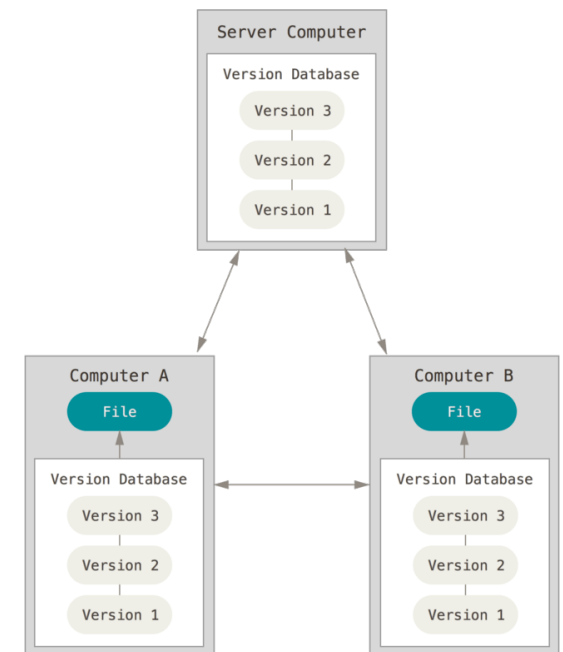 Server Computer
Version Database
Version 3
Version 2
Version 1
Computer A
File
Version Database
Version 3
Version 2
Version 1
Computer B
File
Version Database
Version 3
Version 2
Version 1